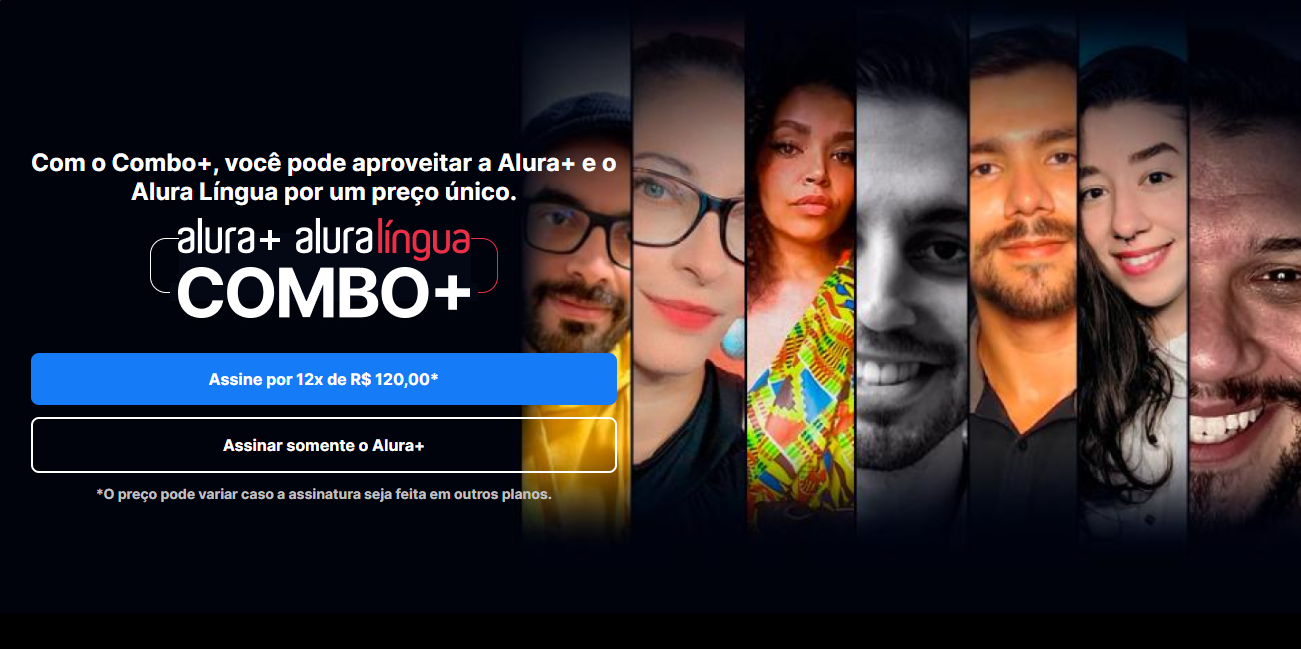 Com o Combo+, você pode aproveitar a Alura+ e o
Alura Língua por um preço único.
alura+ aluralíngua
COMBO+
Assine por 12x de R$ 120,00*
Assinar somente o Alura+
*O preço pode variar caso a assinatura seja feita em outros planos.